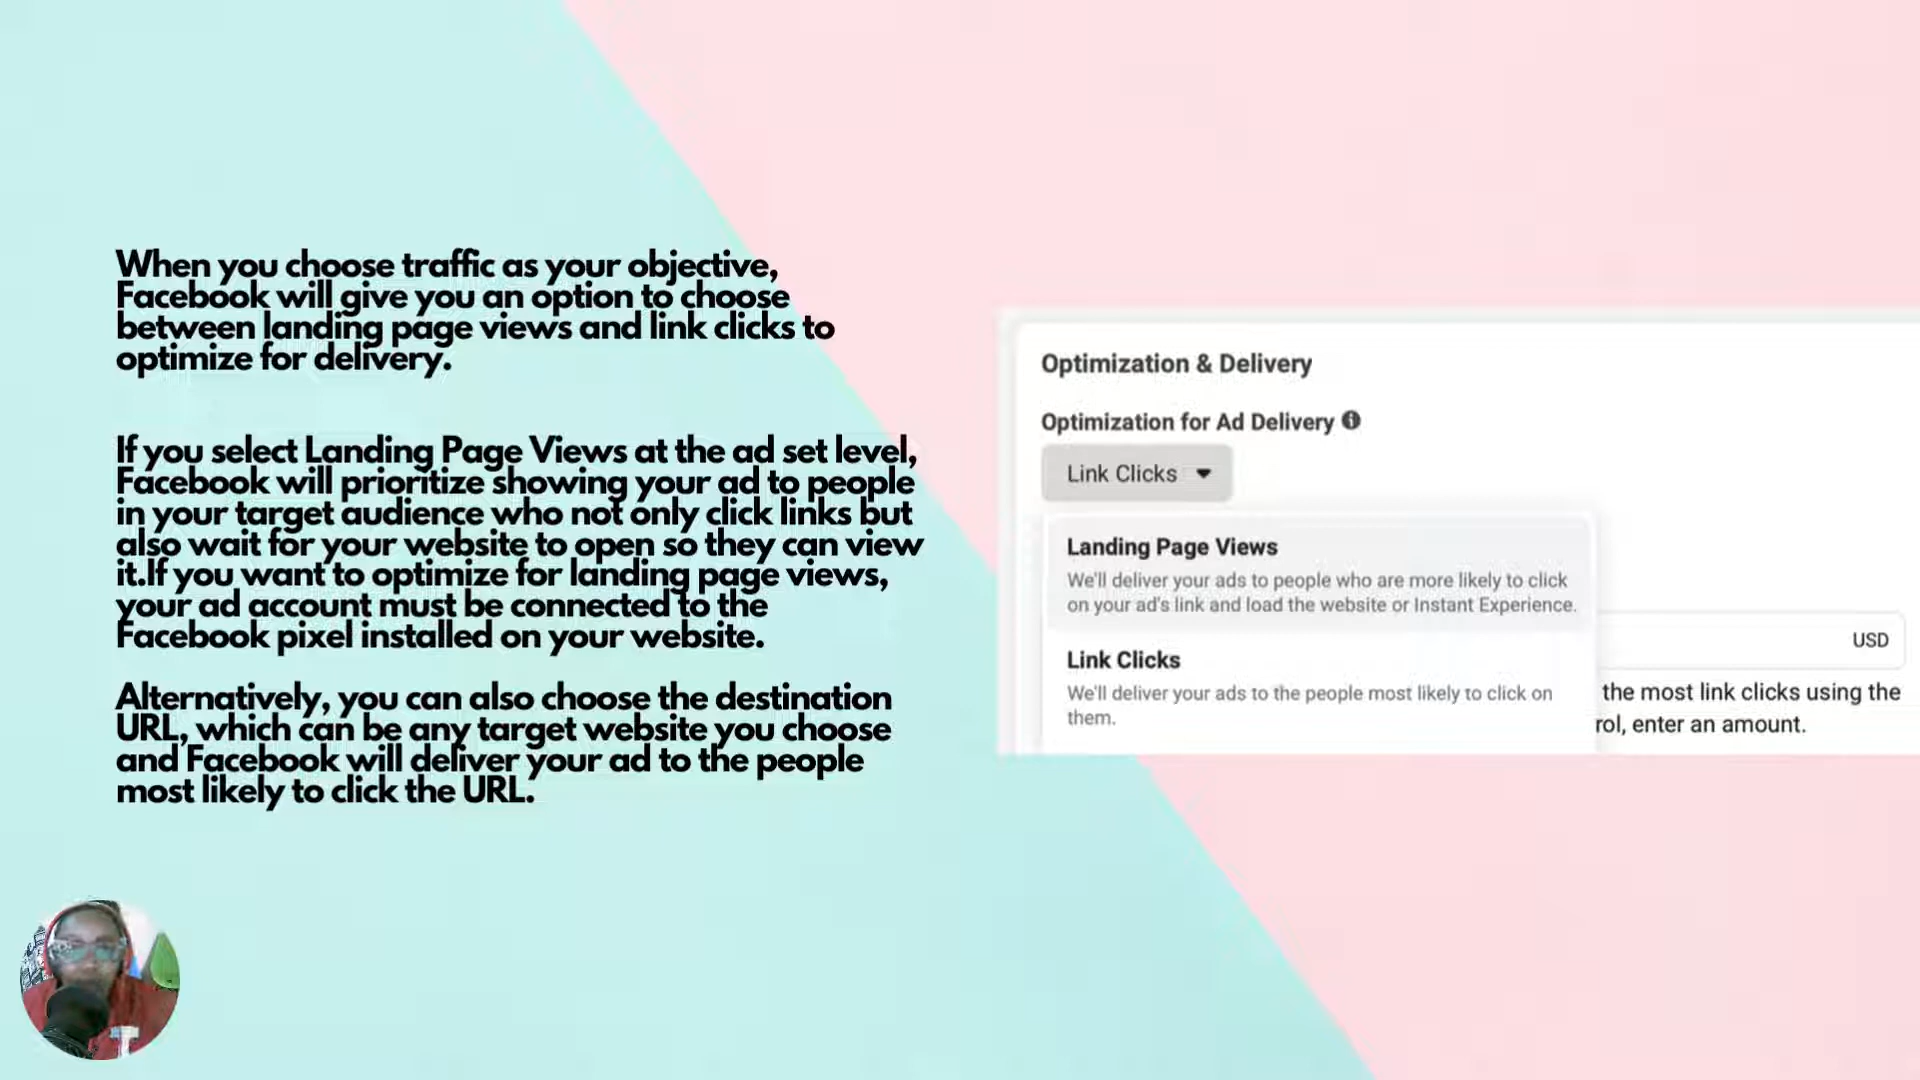 When you choose traffic as your objective,
Facebook will give you an option to choose
between landing page views and link clicks to
optimize for delivery.
If you select Landing Page Views at the ad set level,
Facebook will prioritize showing your ad to people
in your target audience who not only click links but
also wait for your website to open so they can view
it.If you want to optimize for landing page views,
your ad account must be connected to the
Facebook pixel installed on your website.
Alternatively, you can also choose the destination
URL, which can be any target website you choose
and Facebook will deliver your ad to the people
most likely to click the URL.
Optimization & Delivery
Optimization for Ad Delivery
Link Clicks
Landing Page Views
We'll deliver your ads to people who are more likely to click
on your ad's link and load the website or Instant Experience.
Link Clicks
We'll deliver your ads to the people most likely to click on
them.
USD
the most link clicks using the
rol, enter an amount.